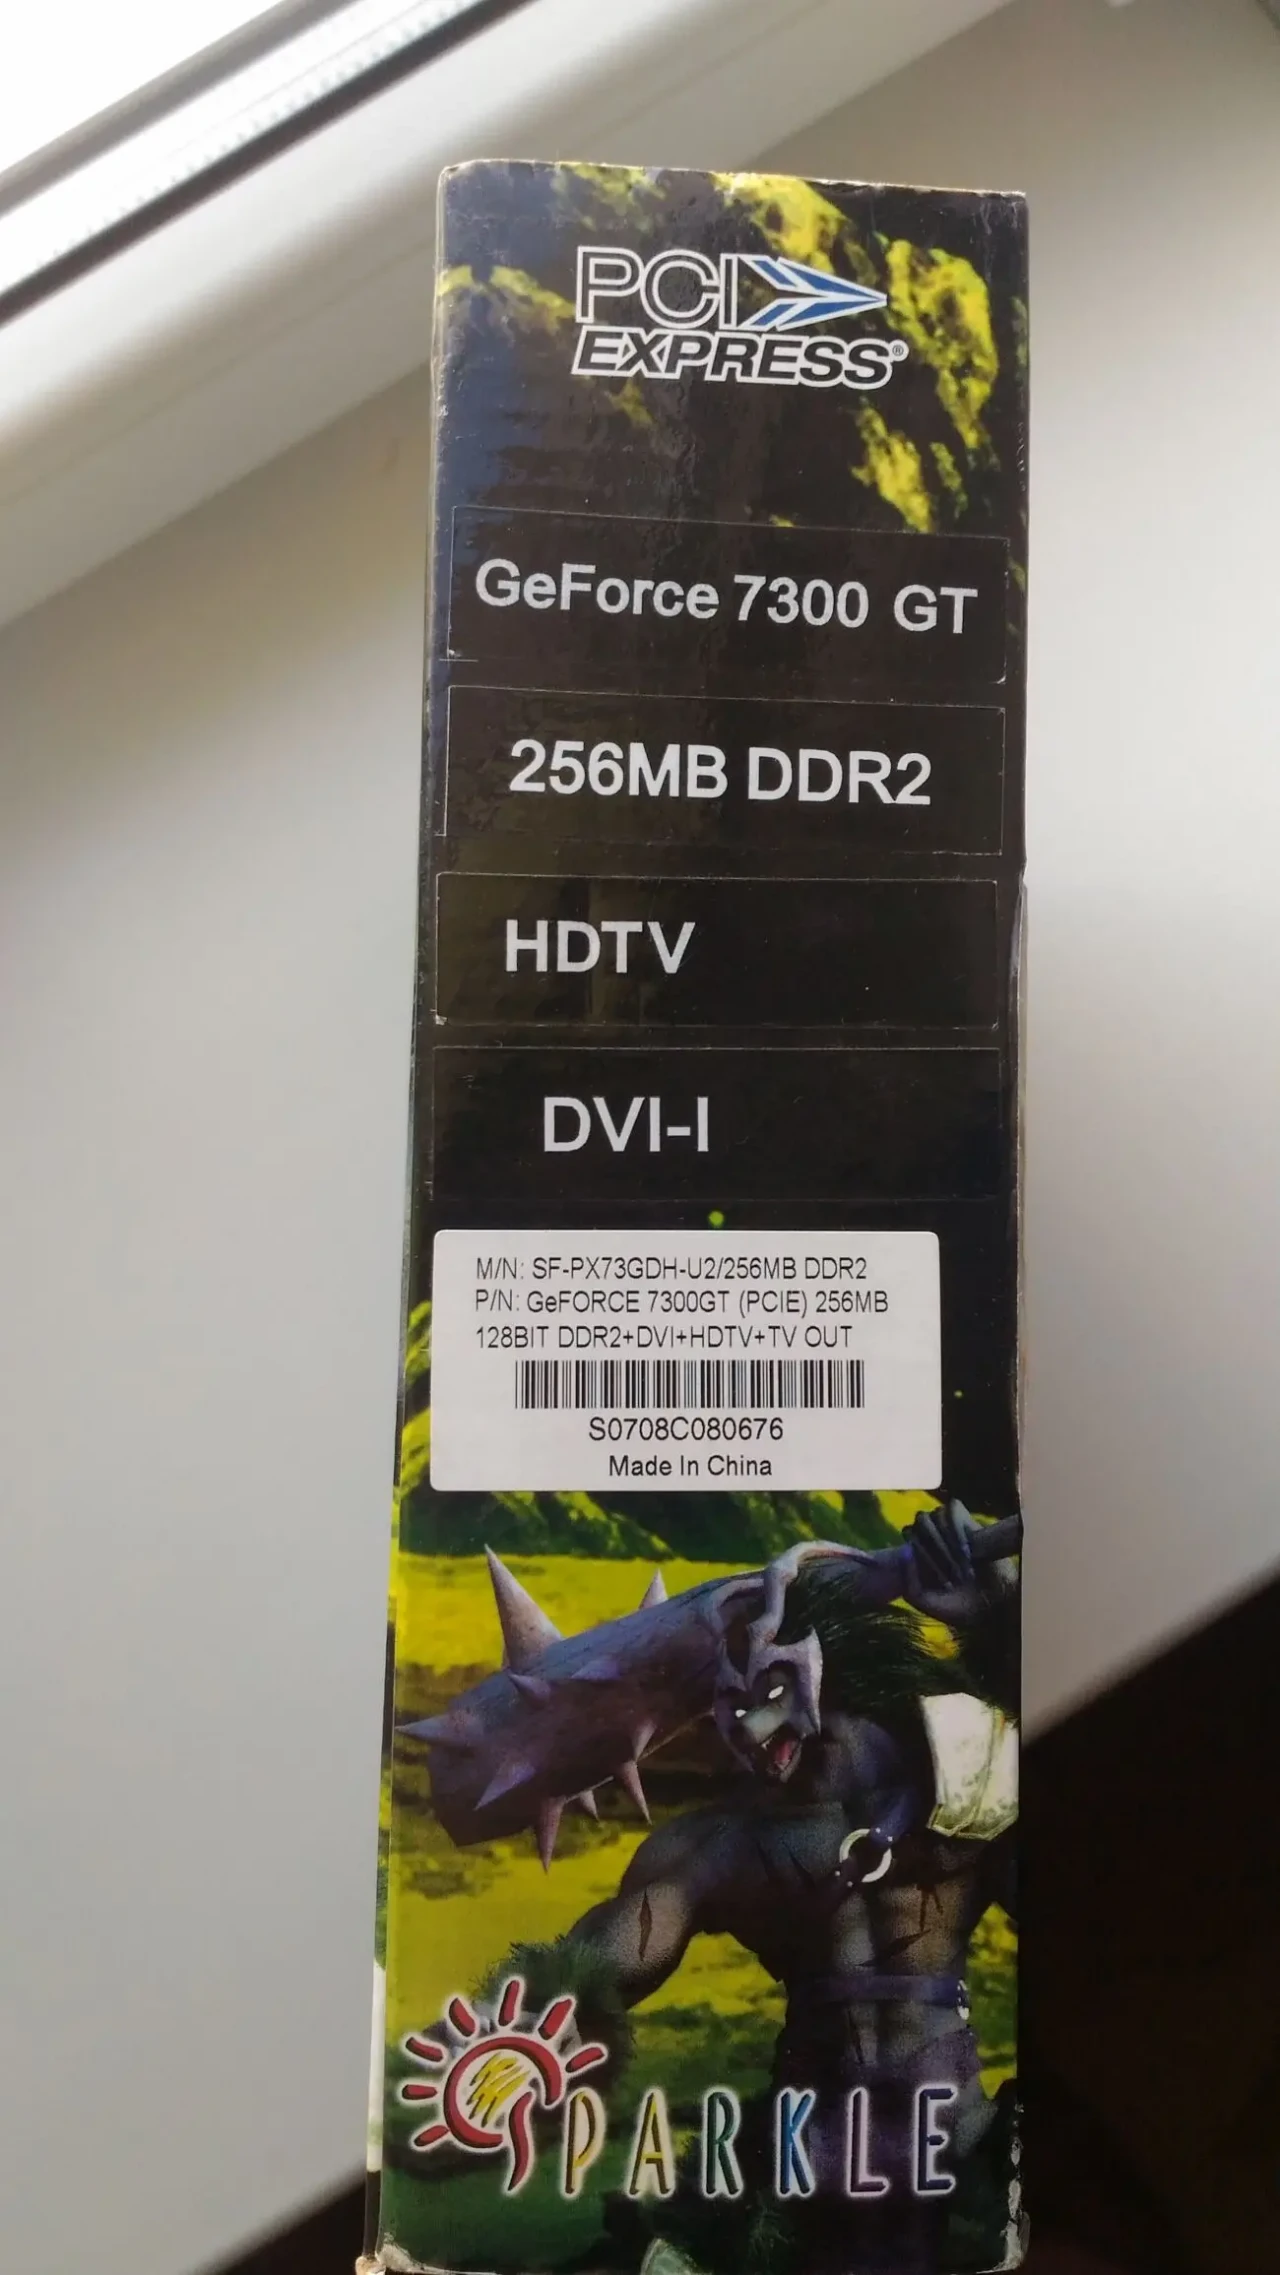 PCI
EXPRESS®
GeForce 7300 GT
256MB DDR2
HDTV
DVI-I
M/N: SF-PX73GDH-U2/256MB DDR2
P/N: GeFORCE 7300GT (PCIE) 256MB
128BIT DDR2+DVI+HDTV+TV OUT
S0708C080676
Made In China
SPARKLE